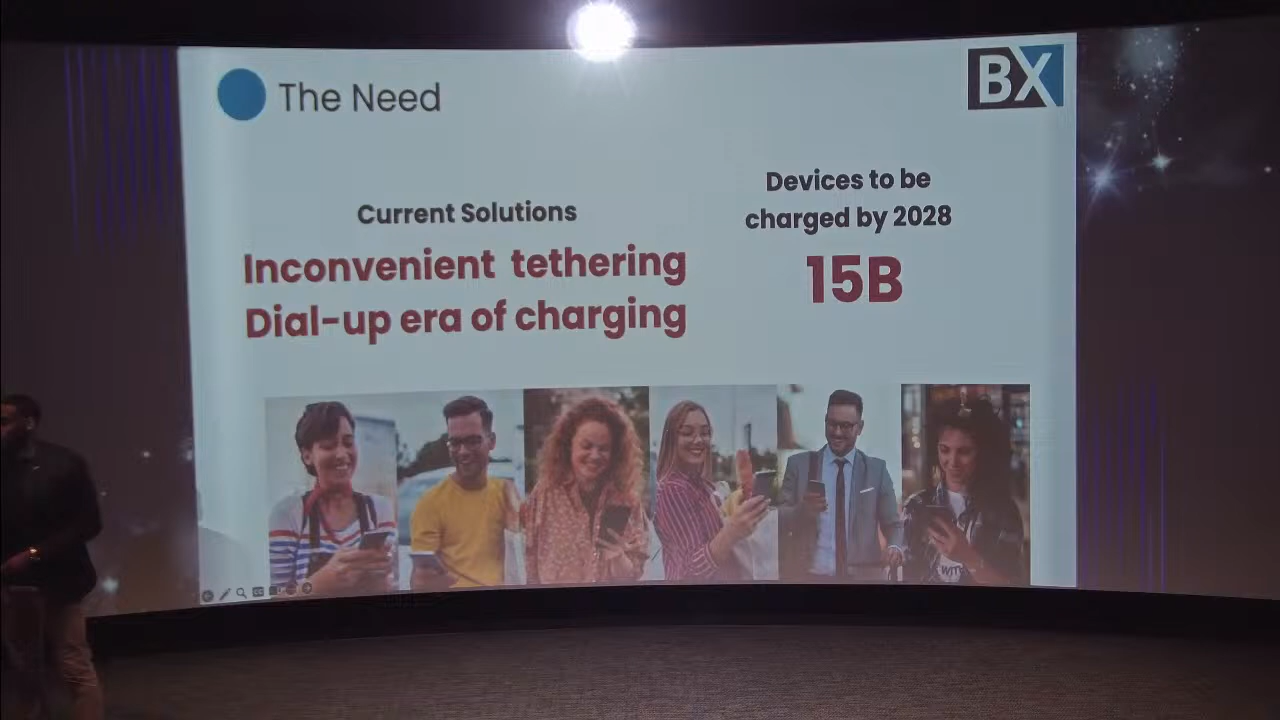 The Need
BX
Current Solutions
Inconvenient tethering
Dial-up era of charging
Devices to be
charged by 2028
15B
WITH